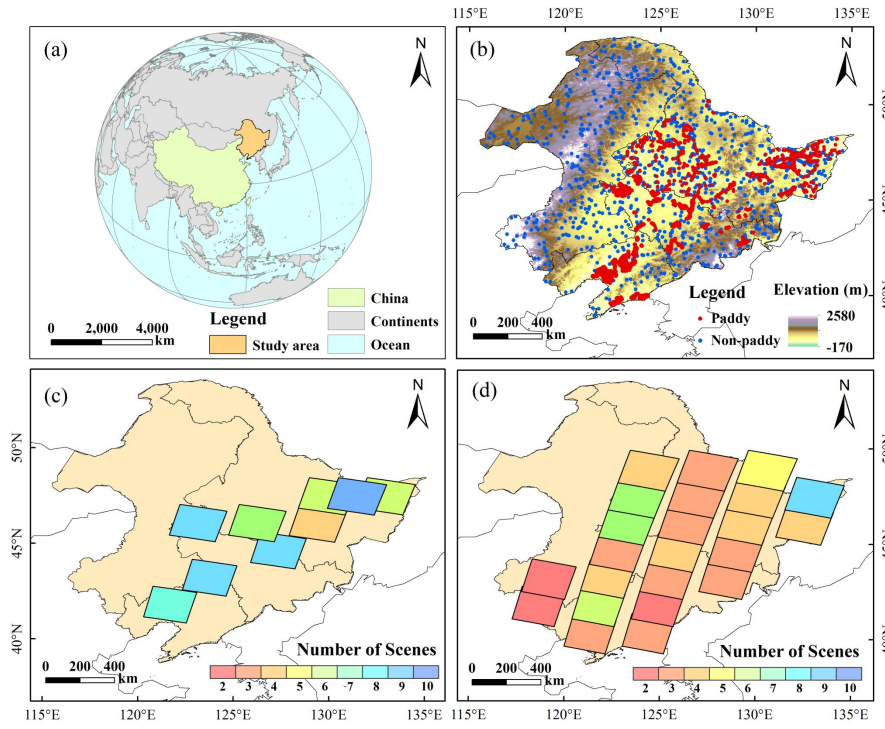 115°E 120°E 125°E 130°E 135°E
(a)
N
0 2,000 4,000
km
Legend
Study area
China
Continents
Ocean
(b)
N
50°N
45°N
40°N
0 200 400
km
Legend
Paddy
Non-paddy
Elevation (m)
2580
-170
(c)
N
50°N
45°N
40°N
0 200 400
km
Number of Scenes
2 3 4 5 6 7 8 9 10
115°E 120°E 125°E 130°E 135°E
(d)
N
50°N
45°N
40°N
0 200 400
km
Number of Scenes
2 3 4 5 6 7 8 9 10
115°E 120°E 125°E 130°E 135°E